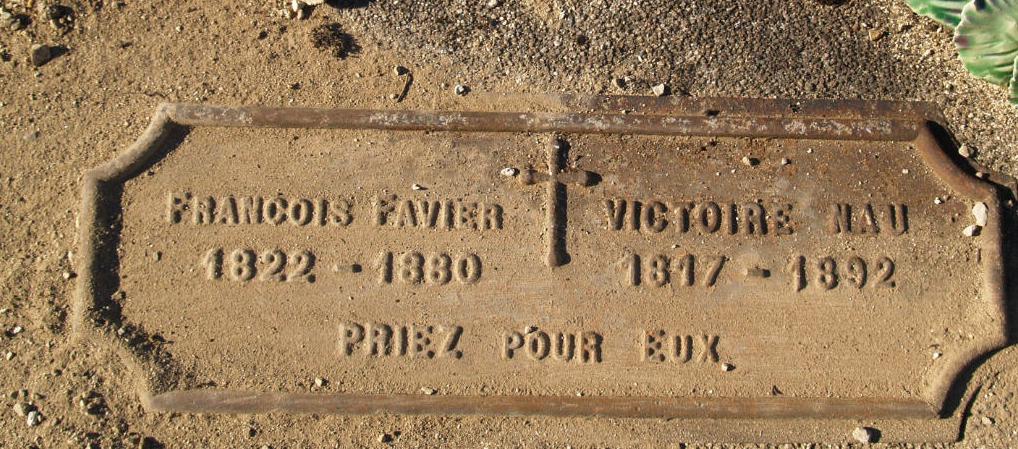 FRANCOIS FAVIER
1822 - 1880
VICTOIRE NAU
1817 - 1892
PRIEZ POUR EUX